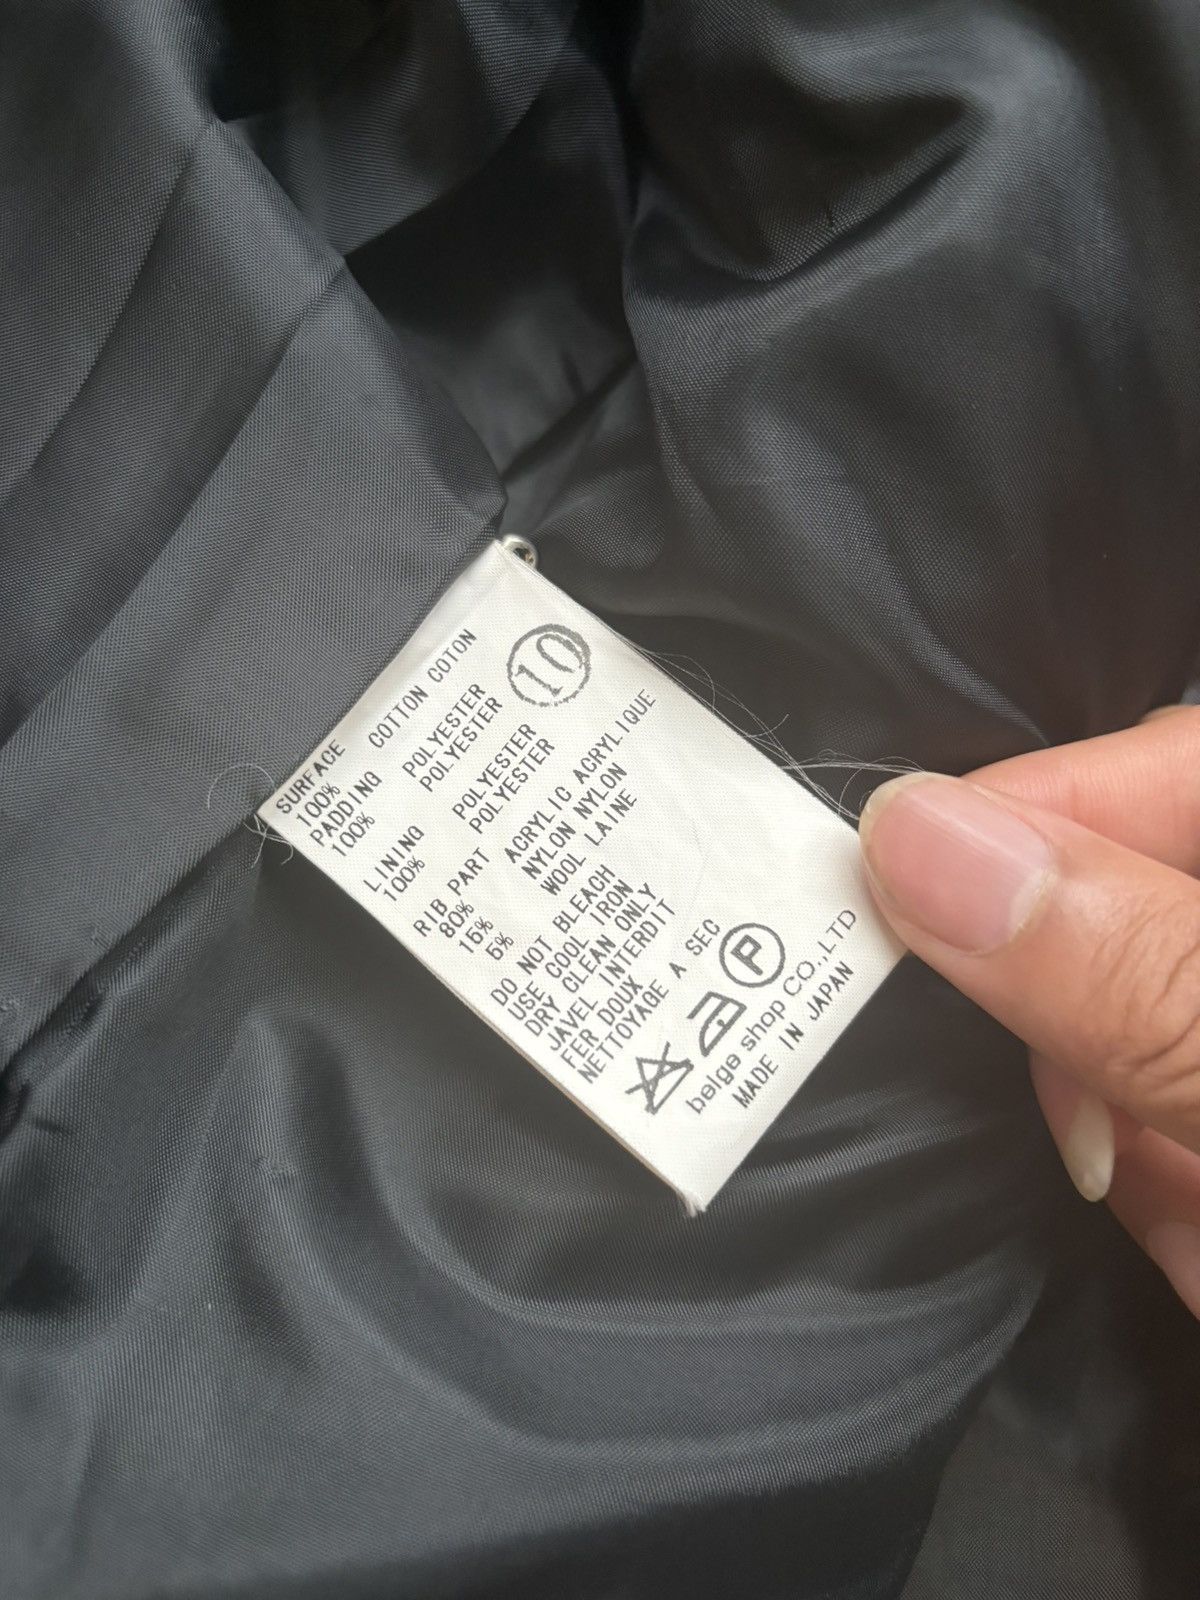 10
SURFACE
100% COTTON COTON
PADDING
100% POLYESTER
POLYESTER
LINING
100% POLYESTER
POLYESTER
RIB PART
80% ACRYLIC ACRYLIQUE
15% NYLON NYLON
5% WOOL LAINE
DO NOT BLEACH
USE COOL IRON
DRY CLEAN ONLY
JAVEL INTERDIT
FER DOUX
NETTOYAGE A SEC
P
beige shop CO.,LTD
MADE IN JAPAN